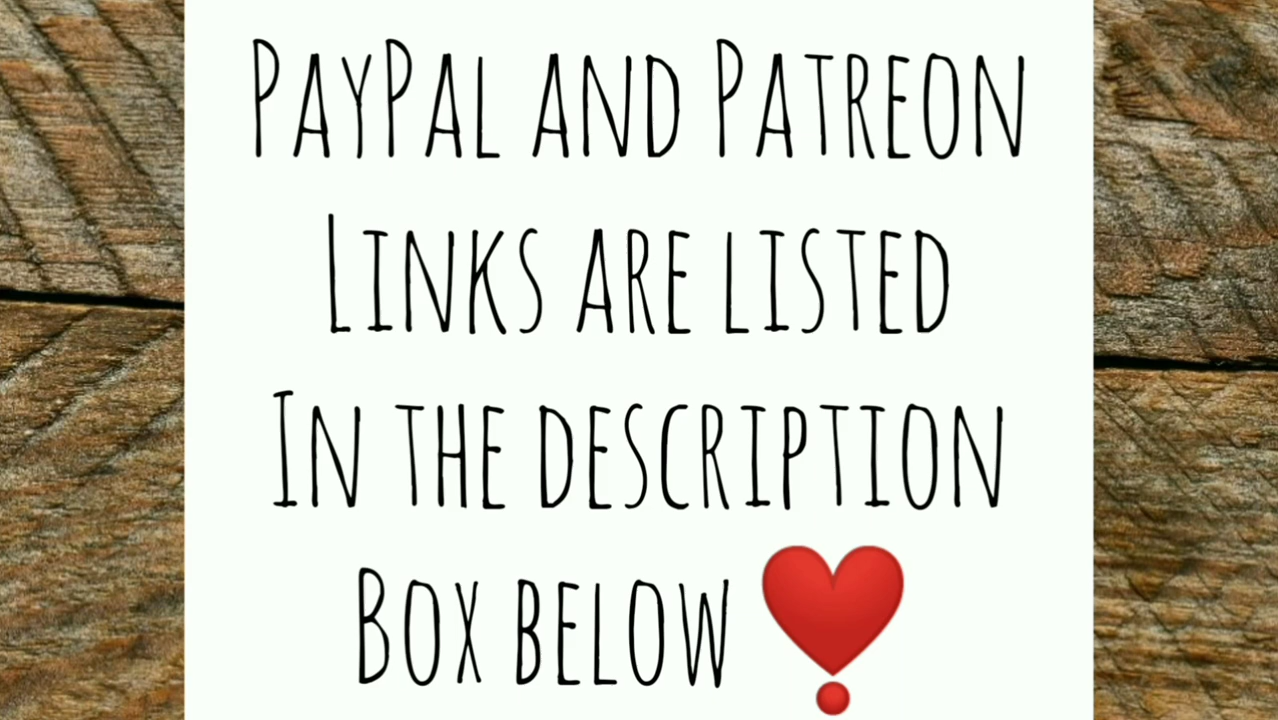 PayPal and Patreon
Links are listed
In the description
Box below ❣